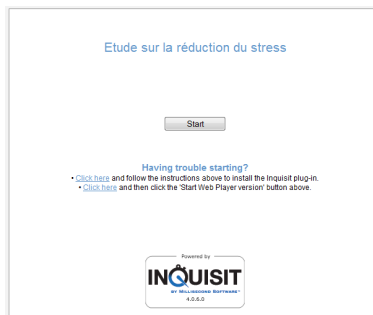 Etude sur la réduction du stress
Start
Having trouble starting?
• Click here and follow the instructions above to install the Inquisit plug-in.
• Click here and then click the 'Start Web Player version' button above.
Powered by
INQUISIT
BY MILLISECOND SOFTWARE
4.0.6.0